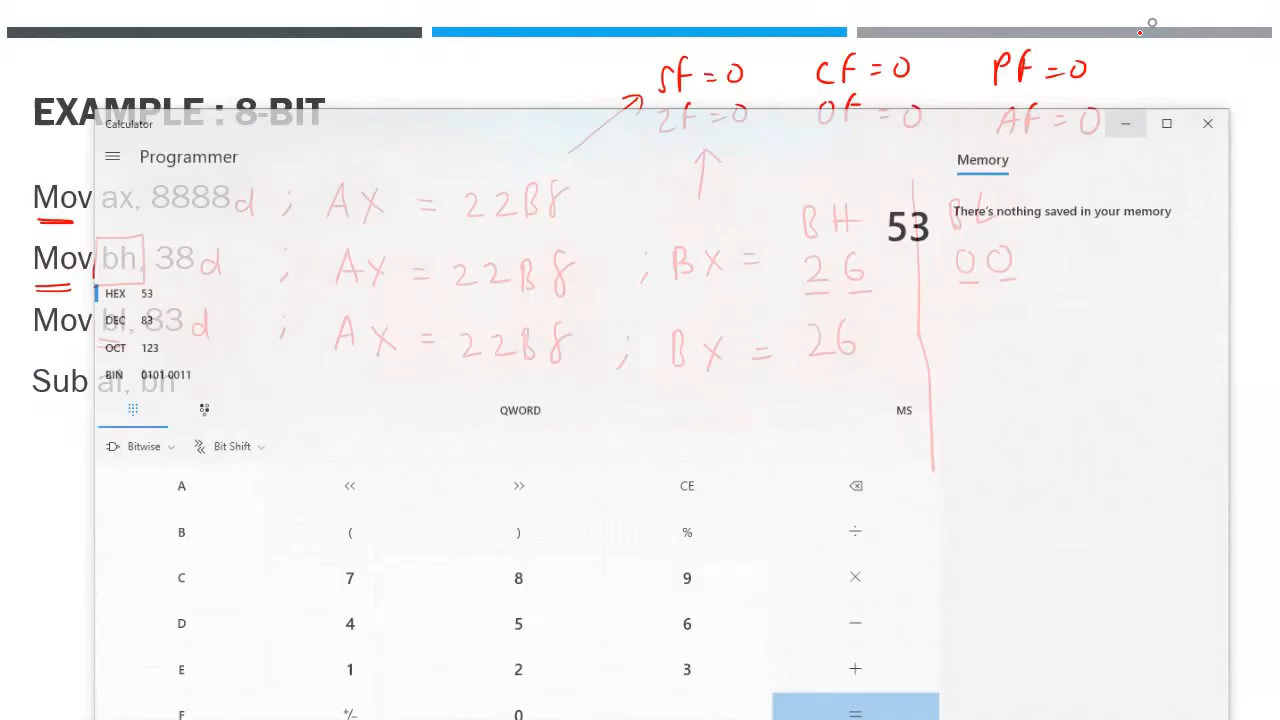 SF = 0 CF = 0 PF = 0
EXAMPLE : 8-BIT
ZF = 0 OF = 0 AF = 0
Calculator
Programmer
Memory
Mov ax, 8888d ; AX = 22B8
53
There's nothing saved in your memory
BH BL
Mov bh, 38d ; AX = 22B8 ; BX = 26 00
HEX 53
Mov bl, 83d ; AX = 22B8 ; BX = 26
DEC 83
OCT 123
BIN 0101 0011
Sub al, bh
QWORD MS
Bitwise Bit Shift
A << >> CE
B ( ) % ÷
C 7 8 9 ×
D 4 5 6 −
E 1 2 3 +
F +/- 0 =